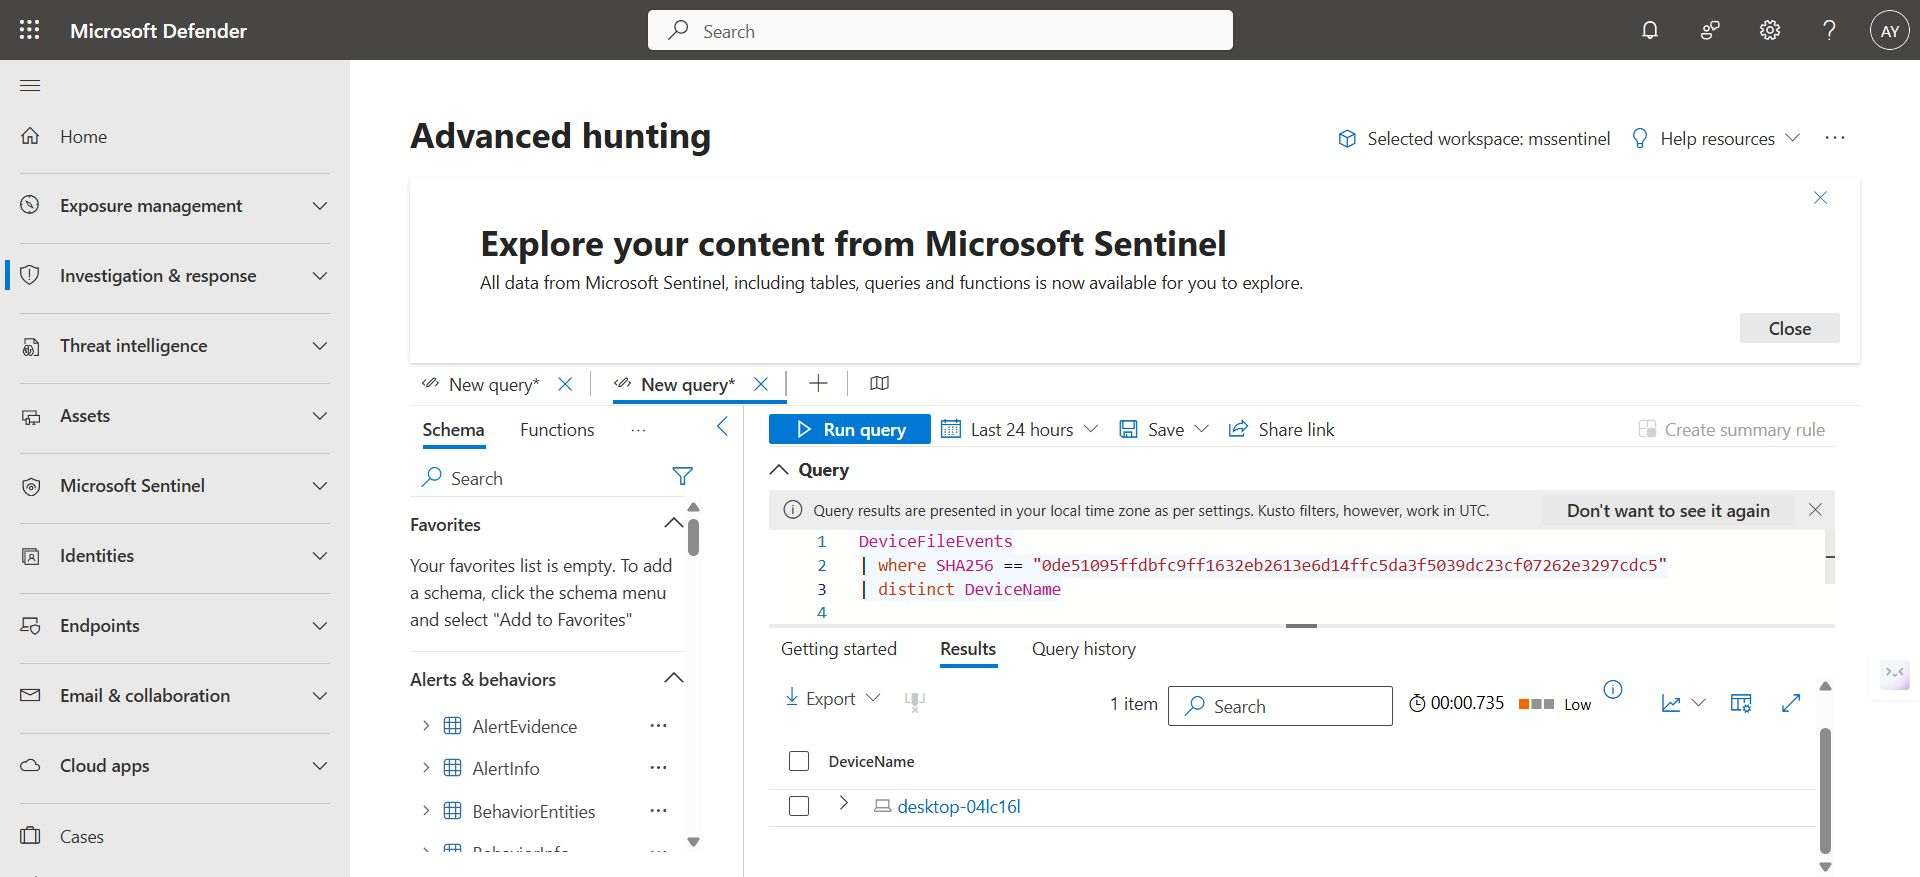 Microsoft Defender
Search
AY
Home
Exposure management
Investigation & response
Threat intelligence
Assets
Microsoft Sentinel
Identities
Endpoints
Email & collaboration
Cloud apps
Cases
Advanced hunting
Selected workspace: mssentinel
Help resources
Explore your content from Microsoft Sentinel
All data from Microsoft Sentinel, including tables, queries and functions is now available for you to explore.
Close
New query*
New query*
Schema
Functions
Search
Favorites
Your favorites list is empty. To add
a schema, click the schema menu
and select "Add to Favorites"
Alerts & behaviors
AlertEvidence
AlertInfo
BehaviorEntities
BehaviorInfo
Run query
Last 24 hours
Save
Share link
Create summary rule
Query
Query results are presented in your local time zone as per settings. Kusto filters, however, work in UTC.
Don't want to see it again
1 DeviceFileEvents
2 | where SHA256 == "0de51095ffdbfc9ff1632eb2613e6d14ffc5da3f5039dc23cf07262e3297cdc5"
3 | distinct DeviceName
4
Getting started
Results
Query history
Export
1 item
Search
00:00.735
Low
DeviceName
desktop-04lc16l